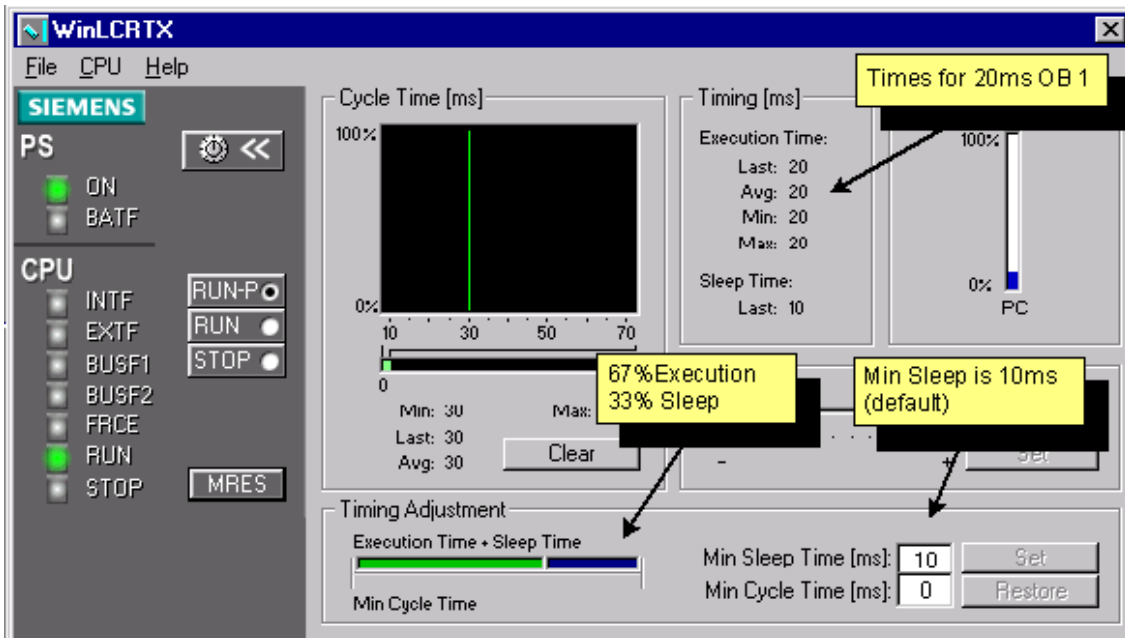 WinLCRTX
File CPU Help
SIEMENS
PS
ON
BATF
CPU
INTF
EXTF
BUSF1
BUSF2
FRCE
RUN
STOP
RUN-P
RUN
STOP
MRES
Cycle Time [ms]
100%
0%
10 30 50 70
0
Min: 30 Max:
Last: 30
Avg: 30
Clear
Timing [ms]
Execution Time:
Last: 20
Avg: 20
Min: 20
Max: 20
Sleep Time:
Last: 10
Times for 20ms OB 1
100%
0%
PC
67%Execution
33% Sleep
Min Sleep is 10ms
(default)
- +
Set
Timing Adjustment
Execution Time + Sleep Time
Min Cycle Time
Min Sleep Time [ms]: 10 Set
Min Cycle Time [ms]: 0 Restore